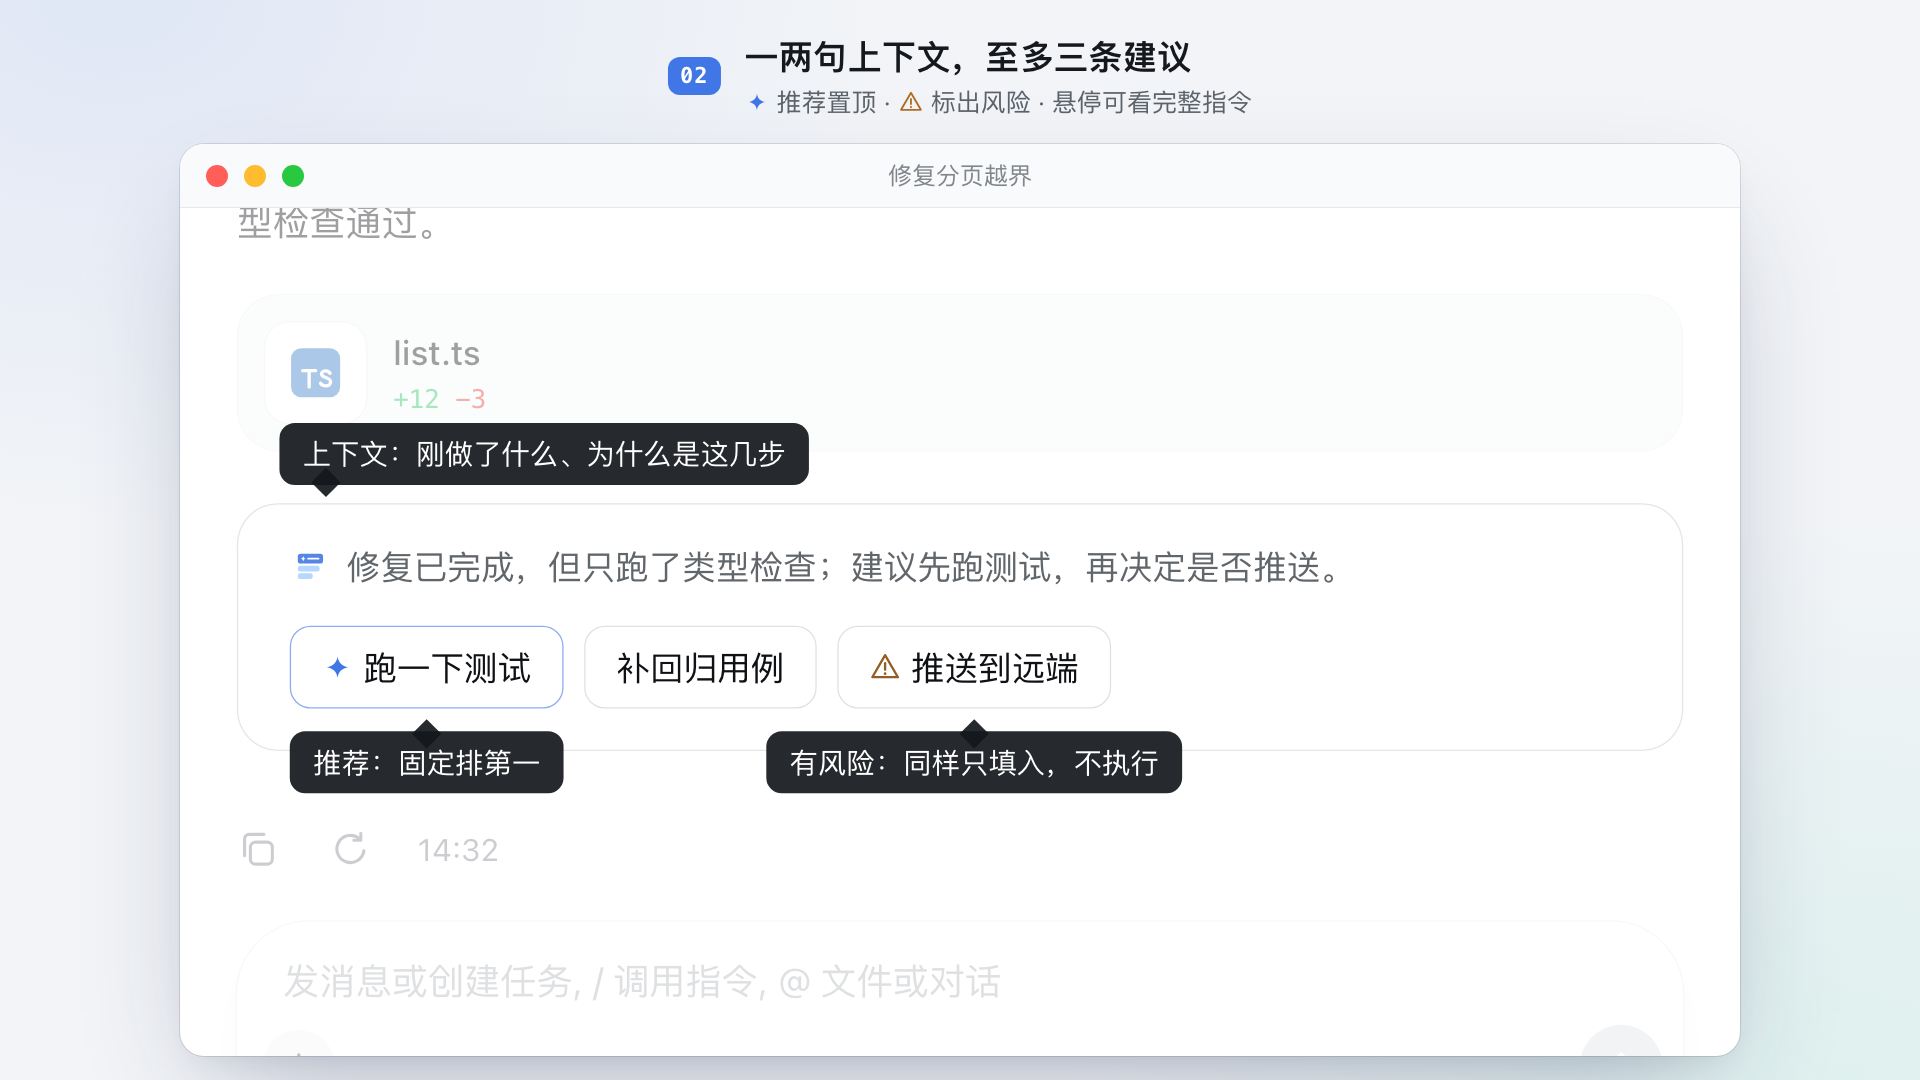 02
一两句上下文，至多三条建议
推荐置顶 · 标出风险 · 悬停可看完整指令
修复分页越界
型检查通过。
TS
list.ts
+12 −3
上下文：刚做了什么、为什么是这几步
修复已完成，但只跑了类型检查；建议先跑测试，再决定是否推送。
跑一下测试
补回归用例
推送到远端
推荐：固定排第一
有风险：同样只填入，不执行
14:32
发消息或创建任务, / 调用指令, @ 文件或对话